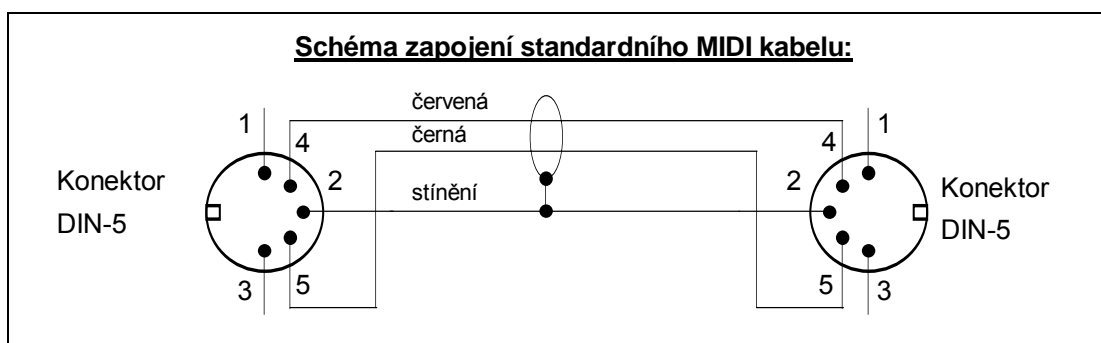 Schéma zapojení standardního MIDI kabelu:
červená
černá
stínění
Konektor
DIN-5
1
4
2
3
5
1
4
2
5
3
Konektor
DIN-5